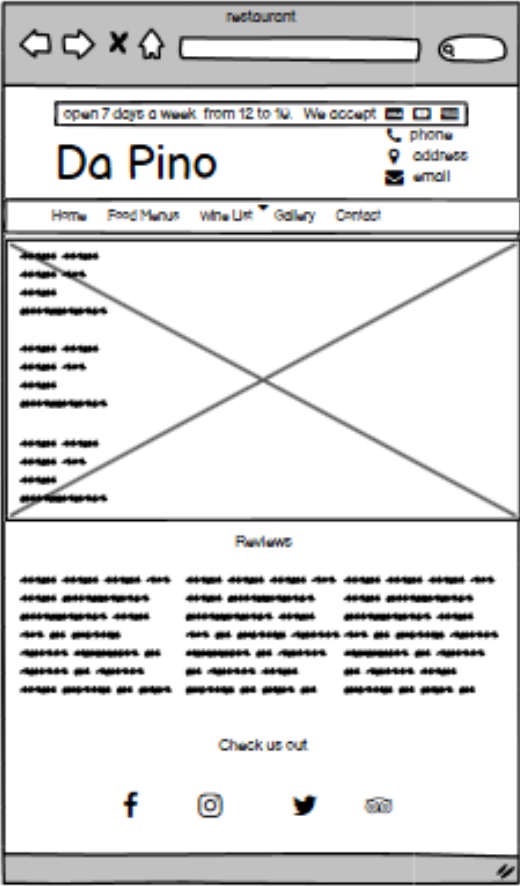 restaurant
open 7 days a week from 12 to 10. We accept
phone
Da Pino
address
email
Home Food Menus Wine List Gallery Contact
Reviews
Check us out